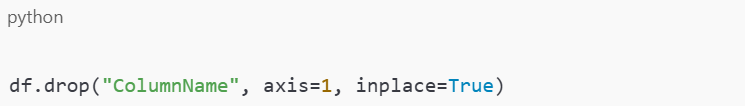 python
df.drop("ColumnName", axis=1, inplace=True)